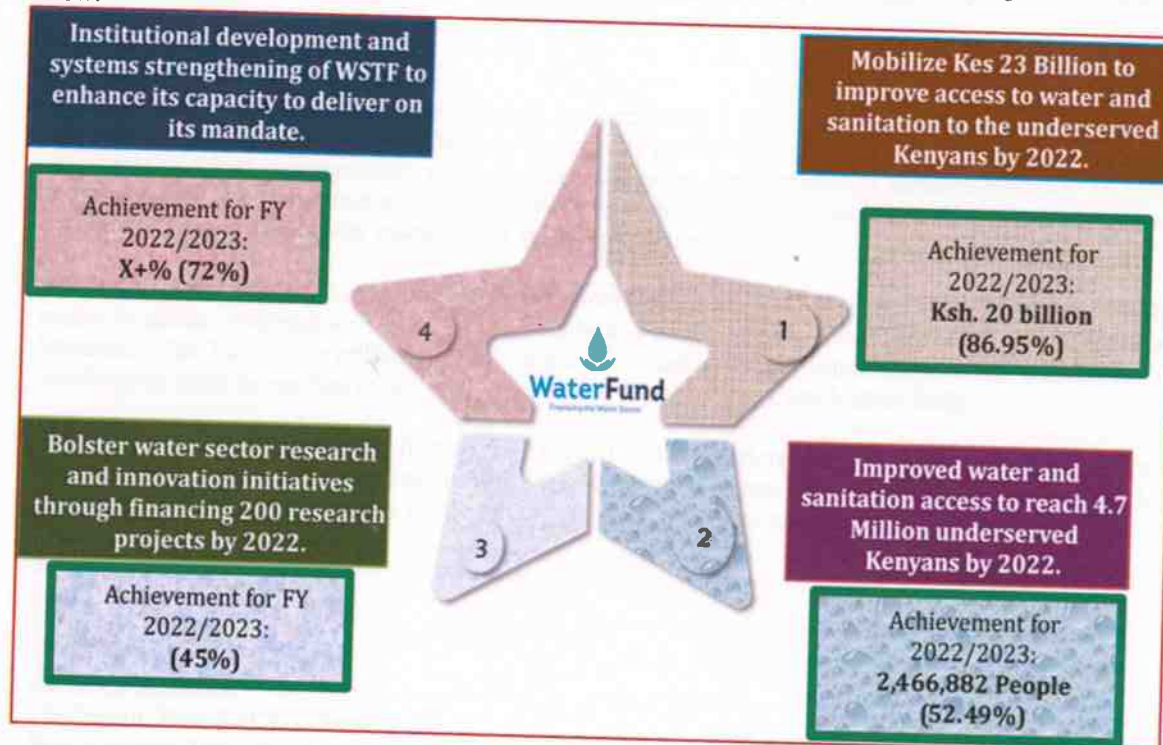 Institutional development and
systems strengthening of WSTF to
enhance its capacity to deliver on
its mandate.
Achievement for FY
2022/2023:
X+% (72%)
Mobilize Kes 23 Billion to
improve access to water and
sanitation to the underserved
Kenyans by 2022.
Achievement for
2022/2023:
Ksh. 20 billion
(86.95%)
4
1
WaterFund
Financing the Water Sector
Bolster water sector research
and innovation initiatives
through financing 200 research
projects by 2022.
Achievement for FY
2022/2023:
(45%)
3
2
Improved water and
sanitation access to reach 4.7
Million underserved
Kenyans by 2022.
Achievement for
2022/2023:
2,466,882 People
(52.49%)